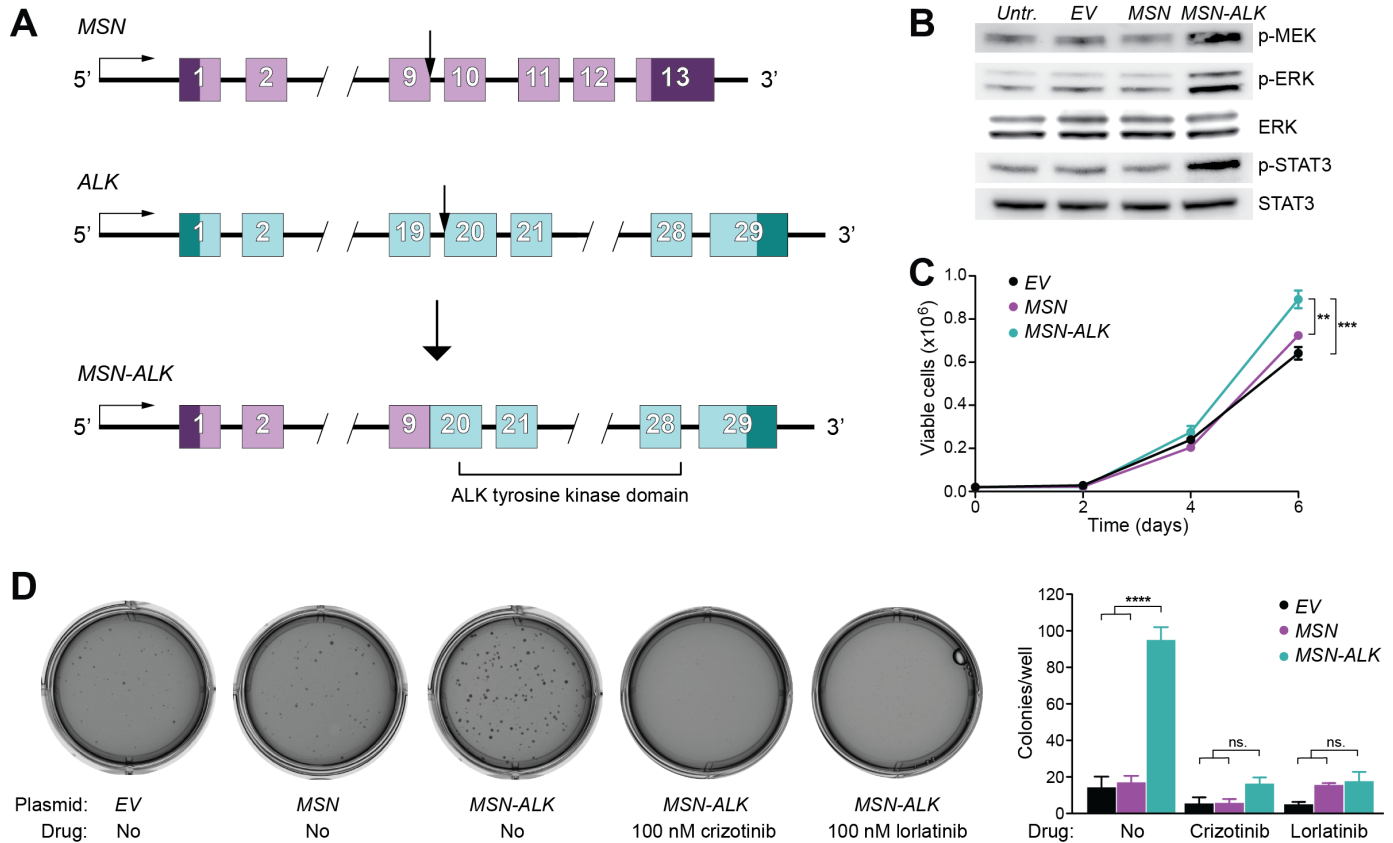 A
MSN
5’ 1 2 9 10 11 12 13 3’
ALK
5’ 1 2 19 20 21 28 29 3’
MSN-ALK
5’ 1 2 9 20 21 28 29 3’
ALK tyrosine kinase domain
B
Untr. EV MSN MSN-ALK
p-MEK
p-ERK
ERK
p-STAT3
STAT3
C
Viable cells (x10⁶)
1.0
0.8
0.6
0.4
0.2
0.0
EV
MSN
MSN-ALK
** ***
0 2 4 6
Time (days)
D
Plasmid: EV MSN MSN-ALK MSN-ALK MSN-ALK
Drug: No No No 100 nM crizotinib 100 nM lorlatinib
Colonies/well
120
100
80
60
40
20
0
****
ns. ns.
EV
MSN
MSN-ALK
Drug: No Crizotinib Lorlatinib